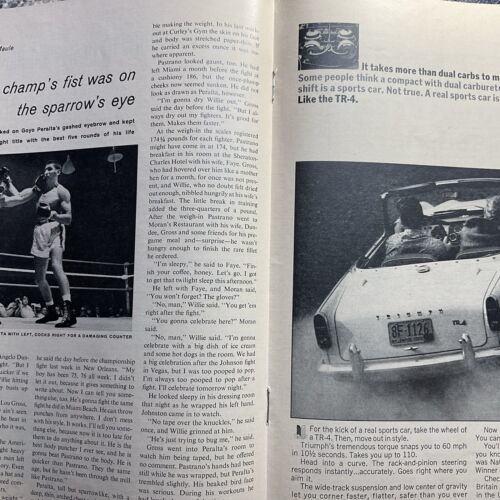 Maule
champ's fist was on
the sparrow's eye
ked on Goyo Peralta's gashed eyebrow and kept
ght title with the best five rounds of his life
TA WITH LEFT, COCKS RIGHT FOR A DAMAGING COUNTER
Angelo Dun-
ight. "But I
he said the day before the championship
fight last week in New Orleans. "My
boy has been 75, 76 all week. I didn't
write about. Now I can tell you some-
thing else, too. He's gonna fight the same
fight he did in Miami Beach. He can throw
punches from anywhere. I don't mess
with his style. It works. I'll tell you some-
thing else, because now it is too late for
them to do anything about it. He is the
best body puncher I ever see, and he is
gonna beat Peralta to the body. He is
quicker than Peralta. They the same
age, but he hasn't been through the mill
like Pastrano."
ble making the weight. In his last
out at Curley's Gym the skin on his
and body was stretched paper-thin.
he carried an excess ounce it was
where apparent.
Pastrano looked gaunt, too. He had
left Miami a month before the fight at
a cushiony 186, but the once-plump
cheeks now seemed sunken. He did not
look as drawn as Peralta, however.
"I'm gonna dry Willie out," Gross
said the day of the fight. "But I al-
ways dry out my fighters. It's good for
them. Makes them faster."
At the weigh-in the scales registered
174¾ pounds for each fighter. Pastrano
might have come in at 174, but he had
breakfast in his room at the Sheraton-
Charles Hotel with his wife, Faye. Gross,
who had hovered over him like a mother
hen for a month, for once was not pres-
ent, and Willie, who no doubt felt dried
out enough, nibbled hungrily at his wife's
breakfast. The little break in training
added the three-quarters of a pound.
After the weigh-in Pastrano went to
Moran's Restaurant with his wife, Dun-
dee, Gross and some friends for his pre-
game meal and—surprise—he wasn't
hungry enough to finish the rare fillet
he ordered.
"I'm sleepy," he said to Faye. "Fin-
ish your coffee, honey. Let's go. I got
to get that twilight sleep this afternoon."
He left with Faye, and Moran said,
"You won't forget? The gloves?"
"No, man," Willie said. "You get 'em
right after the fight."
"You gonna celebrate here?" Moran
said.
"No, man," Willie said. "I'm gonna
celebrate with a big dish of ice cream
and some hot dogs in the room. We had
a big celebration after the Johnson fight
in Vegas, but I was too pooped to pop.
I'm always too pooped to pop after a
fight. I'll celebrate tomorrow night."
He looked sleepy in his dressing room
that night as he wrapped his left hand.
Johnston came in to watch.
"No tape over the knuckles," he said
once, and Willie grinned at him.
"He's just trying to bug me," he said.
Gross went into Peralta's room to
watch him being taped, but he offered
no comment. Pastrano's hands had been
still while he was wrapped, but Peralta's
trembled slightly. His beaked bird face
was serious. During his workouts he
It takes more than dual carbs to m
Some people think a compact with dual carburet
shift is a sports car. Not true. A real sports car is
Like the TR-4.
TRIUMPH
TR4
8F-1126
For the kick of a real sports car, take the wheel of
a TR-4. Then, move out in style.
Triumph's tremendous torque snaps you to 60 mph
in 10½ seconds. Takes you up to 110.
Head into a curve. The rack-and-pinion steering
responds instantly...accurately. Goes right where you
aim it.
The wide-track suspension and low center of gravity
let you corner faster, flatter, safer than you ever
Now
You can
You'll
you kno
Winner